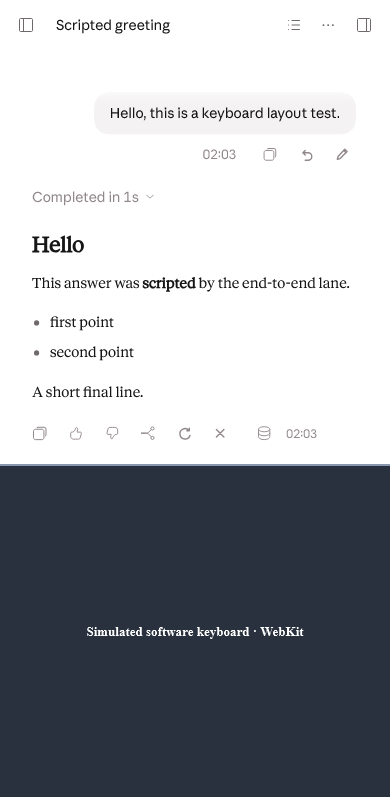 Scripted greeting
Hello, this is a keyboard layout test.
02:03
Completed in 1s
Hello
This answer was scripted by the end-to-end lane.
first point
second point
A short final line.
02:03
Simulated software keyboard · WebKit